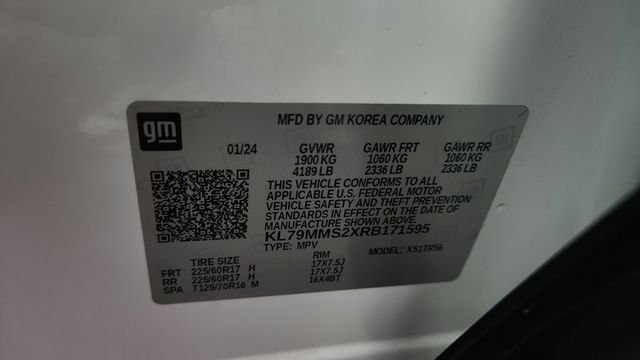 gm
MFD BY GM KOREA COMPANY
01/24 GVWR GAWR FRT GAWR RR
1900 KG 1060 KG 1060 KG
4189 LB 2336 LB 2336 LB
THIS VEHICLE CONFORMS TO ALL
APPLICABLE U.S. FEDERAL MOTOR
VEHICLE SAFETY AND THEFT PREVENTION
STANDARDS IN EFFECT ON THE DATE OF
MANUFACTURE SHOWN ABOVE.
KL79MMS2XRB171595
TYPE: MPV MODEL: X51TR56
TIRE SIZE RIM
FRT 225/60R17 H 17X7.5J
RR 225/60R17 H 17X7.5J
SPA T125/70R16 M 16X4BT